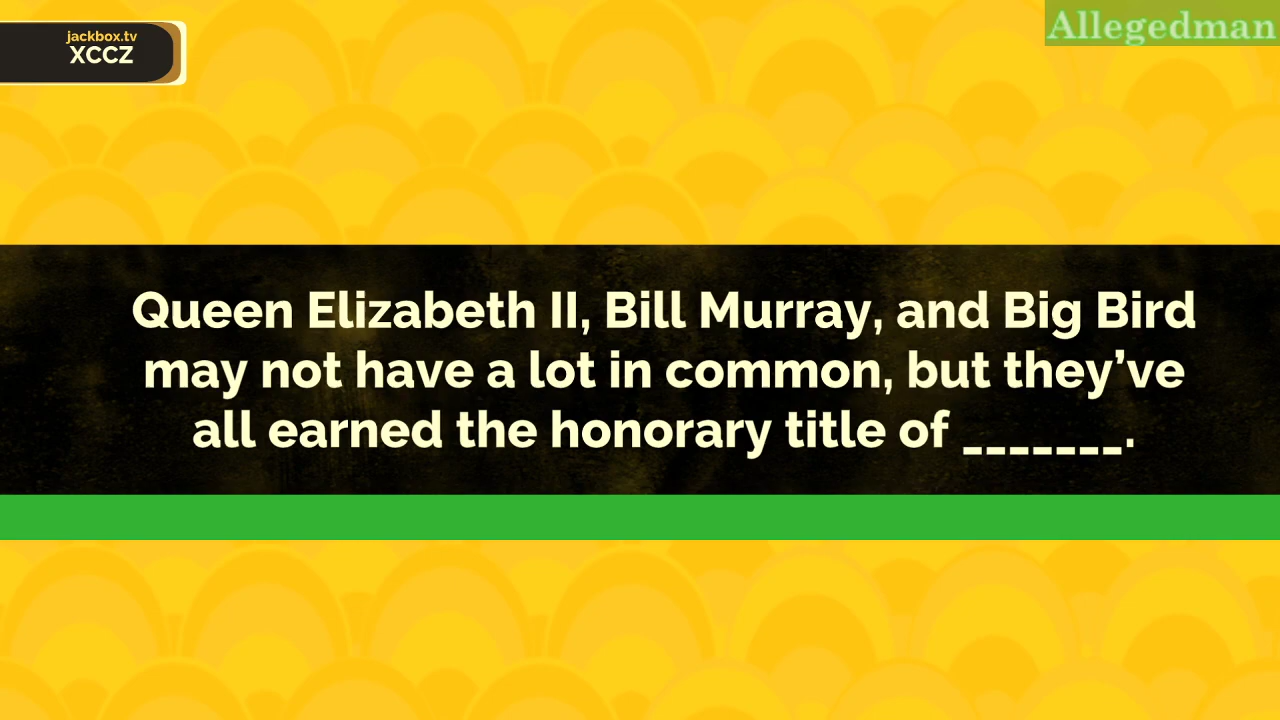 jackbox.tv
XCCZ
Allegedman
Queen Elizabeth II, Bill Murray, and Big Bird
may not have a lot in common, but they’ve
all earned the honorary title of _______.